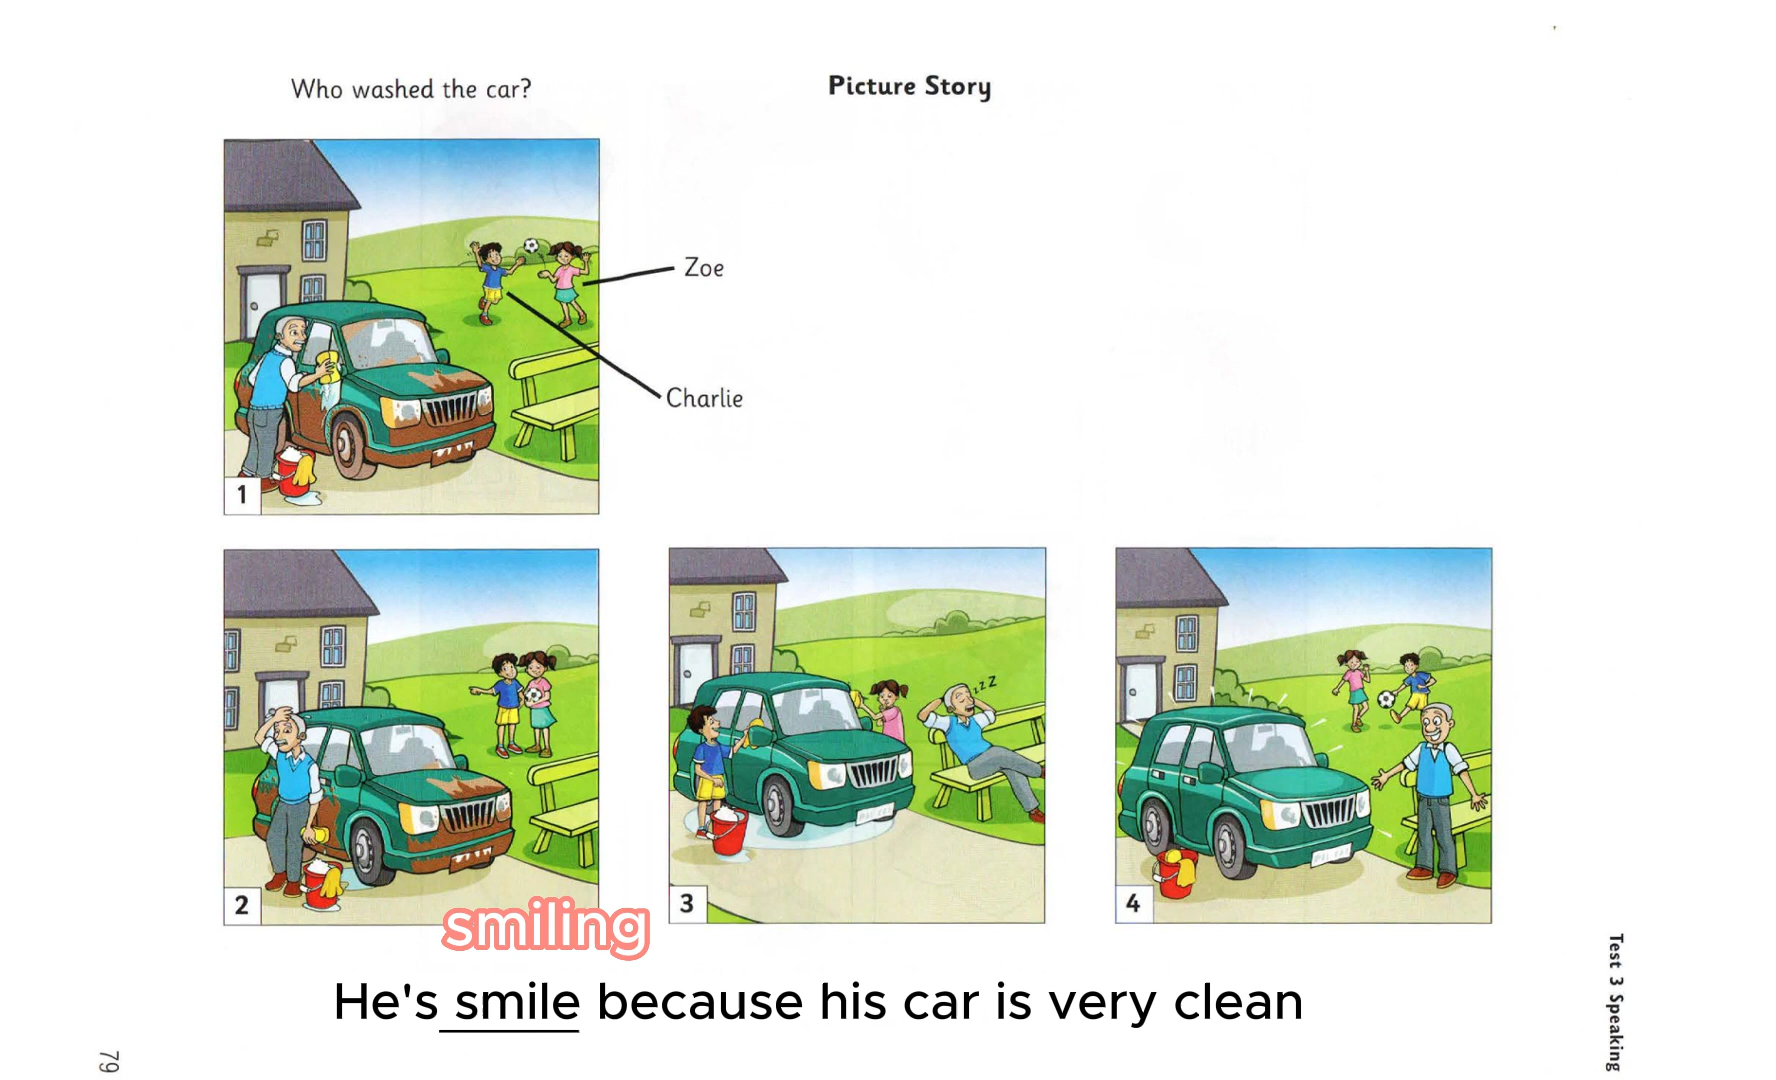 Who washed the car?
Picture Story
Zoe
Charlie
1
zzZ
2
3
4
smiling
He's smile because his car is very clean
Test 3 Speaking
79